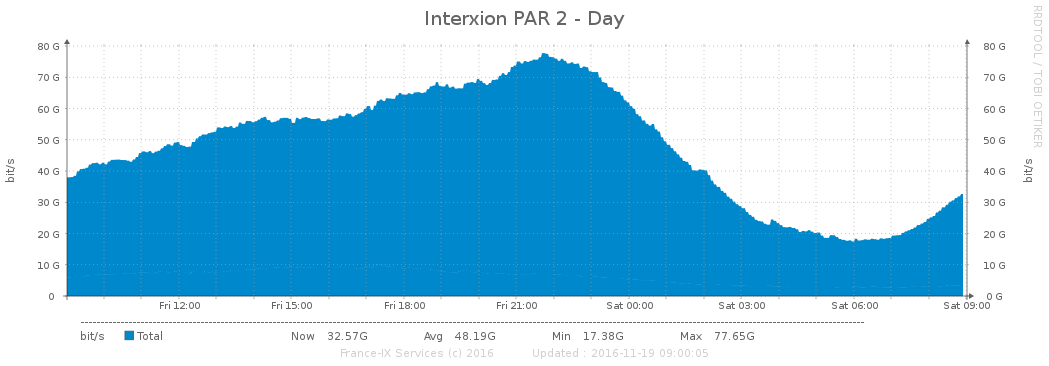 Interxion PAR 2 - Day
RRDTOOL / TOBI OETIKER
bit/s
80 G 80 G
70 G 70 G
60 G 60 G
50 G 50 G
40 G 40 G
30 G 30 G
20 G 20 G
10 G 10 G
0 0 G
bit/s
Fri 12:00 Fri 15:00 Fri 18:00 Fri 21:00 Sat 00:00 Sat 03:00 Sat 06:00 Sat 09:00
bit/s Total Now 32.57G Avg 48.19G Min 17.38G Max 77.65G
France-IX Services (c) 2016 Updated : 2016-11-19 09:00:05